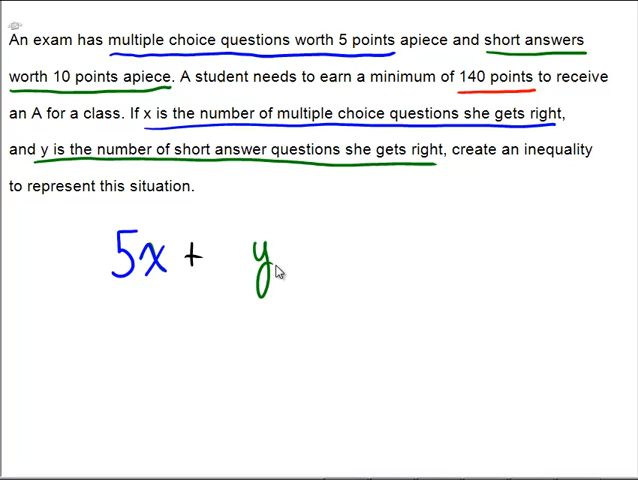 An exam has multiple choice questions worth 5 points apiece and short answers
worth 10 points apiece. A student needs to earn a minimum of 140 points to receive
an A for a class. If x is the number of multiple choice questions she gets right,
and y is the number of short answer questions she gets right, create an inequality
to represent this situation.
5x + y